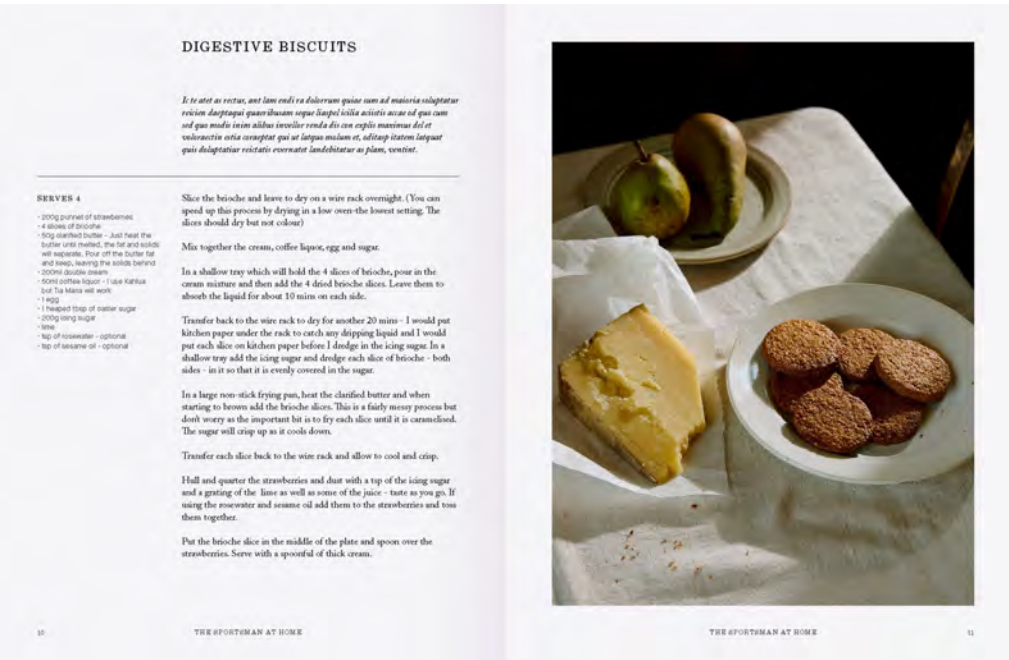 DIGESTIVE BISCUITS
Ic te atet as rectur, ant lam endi ra dolorrum quiae sum ad maioria soluptatur
reicien daeptaqui quaeribusam seque liaspel icilia aciistis accae ed quo cum
sed quo modis inim alibus invellor renda dis con explis maximus del et
voloraectin estia coraeptat qui ut latquo molum et, oditasp itatem latquat
quis doluptatiur reictatis evernatet landebitatur as plam, ventint.
SERVES 4
- 200g punnet of strawberries
- 4 slices of brioche
- 50g clarified butter - Just heat the
butter until melted, the fat and solids
will separate. Pour off the butter fat
and keep, leaving the solids behind
- 200ml double cream
- 50ml coffee liquor - I use Kahlua
but Tia Maria will work
- 1 egg
- 1 heaped tbsp of caster sugar
- 200g icing sugar
- lime
- tsp of rosewater - optional
- tsp of sesame oil - optional
Slice the brioche and leave to dry on a wire rack overnight. (You can
speed up this process by drying in a low oven-the lowest setting. The
slices should dry but not colour)
Mix together the cream, coffee liquor, egg and sugar.
In a shallow tray which will hold the 4 slices of brioche, pour in the
cream mixture and then add the 4 dried brioche slices. Leave them to
absorb the liquid for about 10 mins on each side.
Transfer back to the wire rack to dry for another 20 mins - I would put
kitchen paper under the rack to catch any dripping liquid and I would
put each slice on kitchen paper before I dredge in the icing sugar. In a
shallow tray add the icing sugar and dredge each slice of brioche - both
sides - in it so that it is evenly covered in the sugar.
In a large non-stick frying pan, heat the clarified butter and when
starting to brown add the brioche slices. This is a fairly messy process but
don't worry as the important bit is to fry each slice until it is caramelised.
The sugar will crisp up as it cools down.
Transfer each slice back to the wire rack and allow to cool and crisp.
Hull and quarter the strawberries and dust with a tsp of the icing sugar
and a grating of the lime as well as some of the juice - taste as you go. If
using the rosewater and sesame oil add them to the strawberries and toss
them together.
Put the brioche slice in the middle of the plate and spoon over the
strawberries. Serve with a spoonful of thick cream.
10
THE SPORTSMAN AT HOME
THE SPORTSMAN AT HOME
11